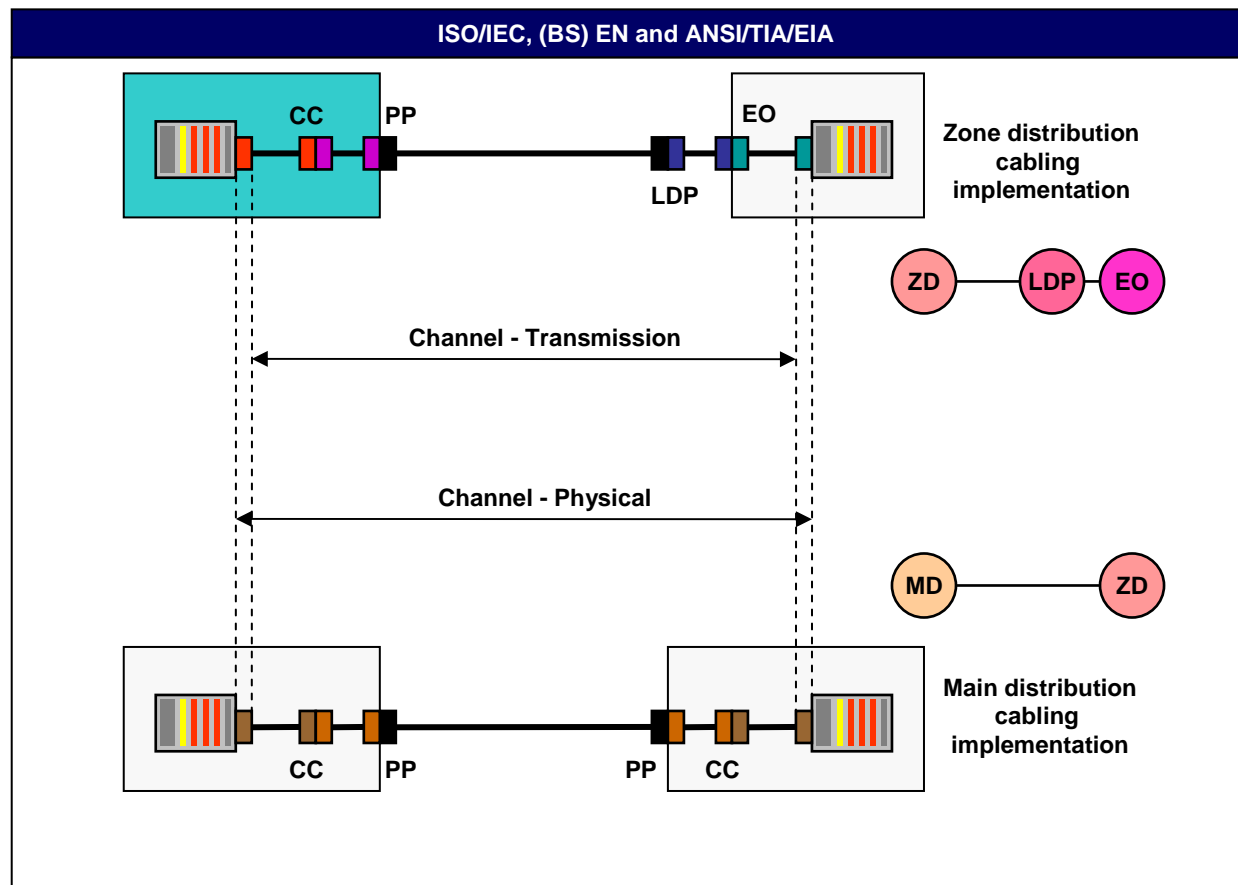 ISO/IEC, (BS) EN and ANSI/TIA/EIA
CC
PP
EO
LDP
Zone distribution
cabling
implementation
ZD
LDP
EO
Channel - Transmission
Channel - Physical
MD
ZD
CC
PP
PP
CC
Main distribution
cabling
implementation